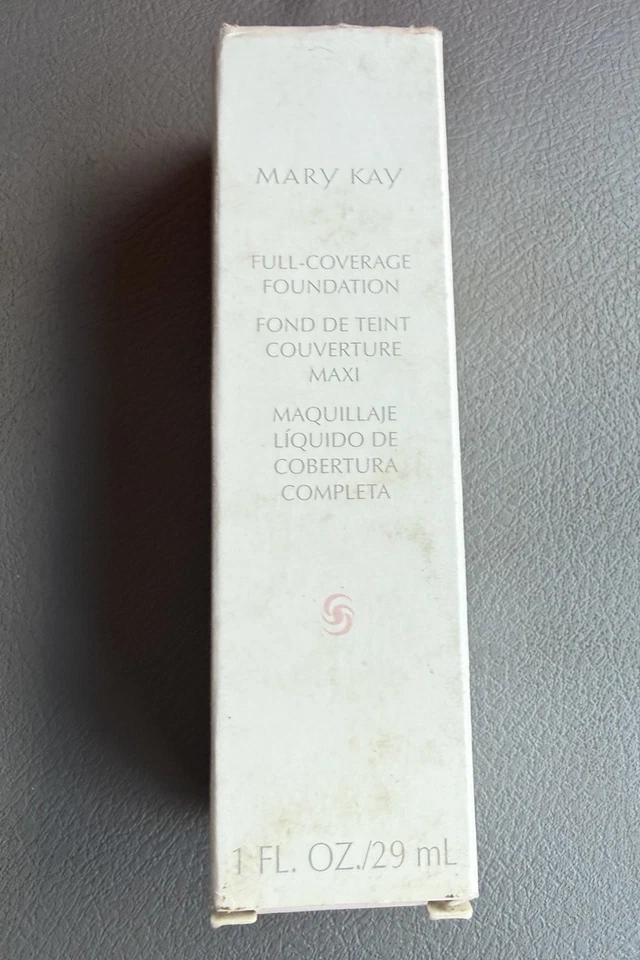 MARY KAY
FULL-COVERAGE
FOUNDATION
FOND DE TEINT
COUVERTURE
MAXI
MAQUILLAJE
LÍQUIDO DE
COBERTURA
COMPLETA
1 FL. OZ./29 mL